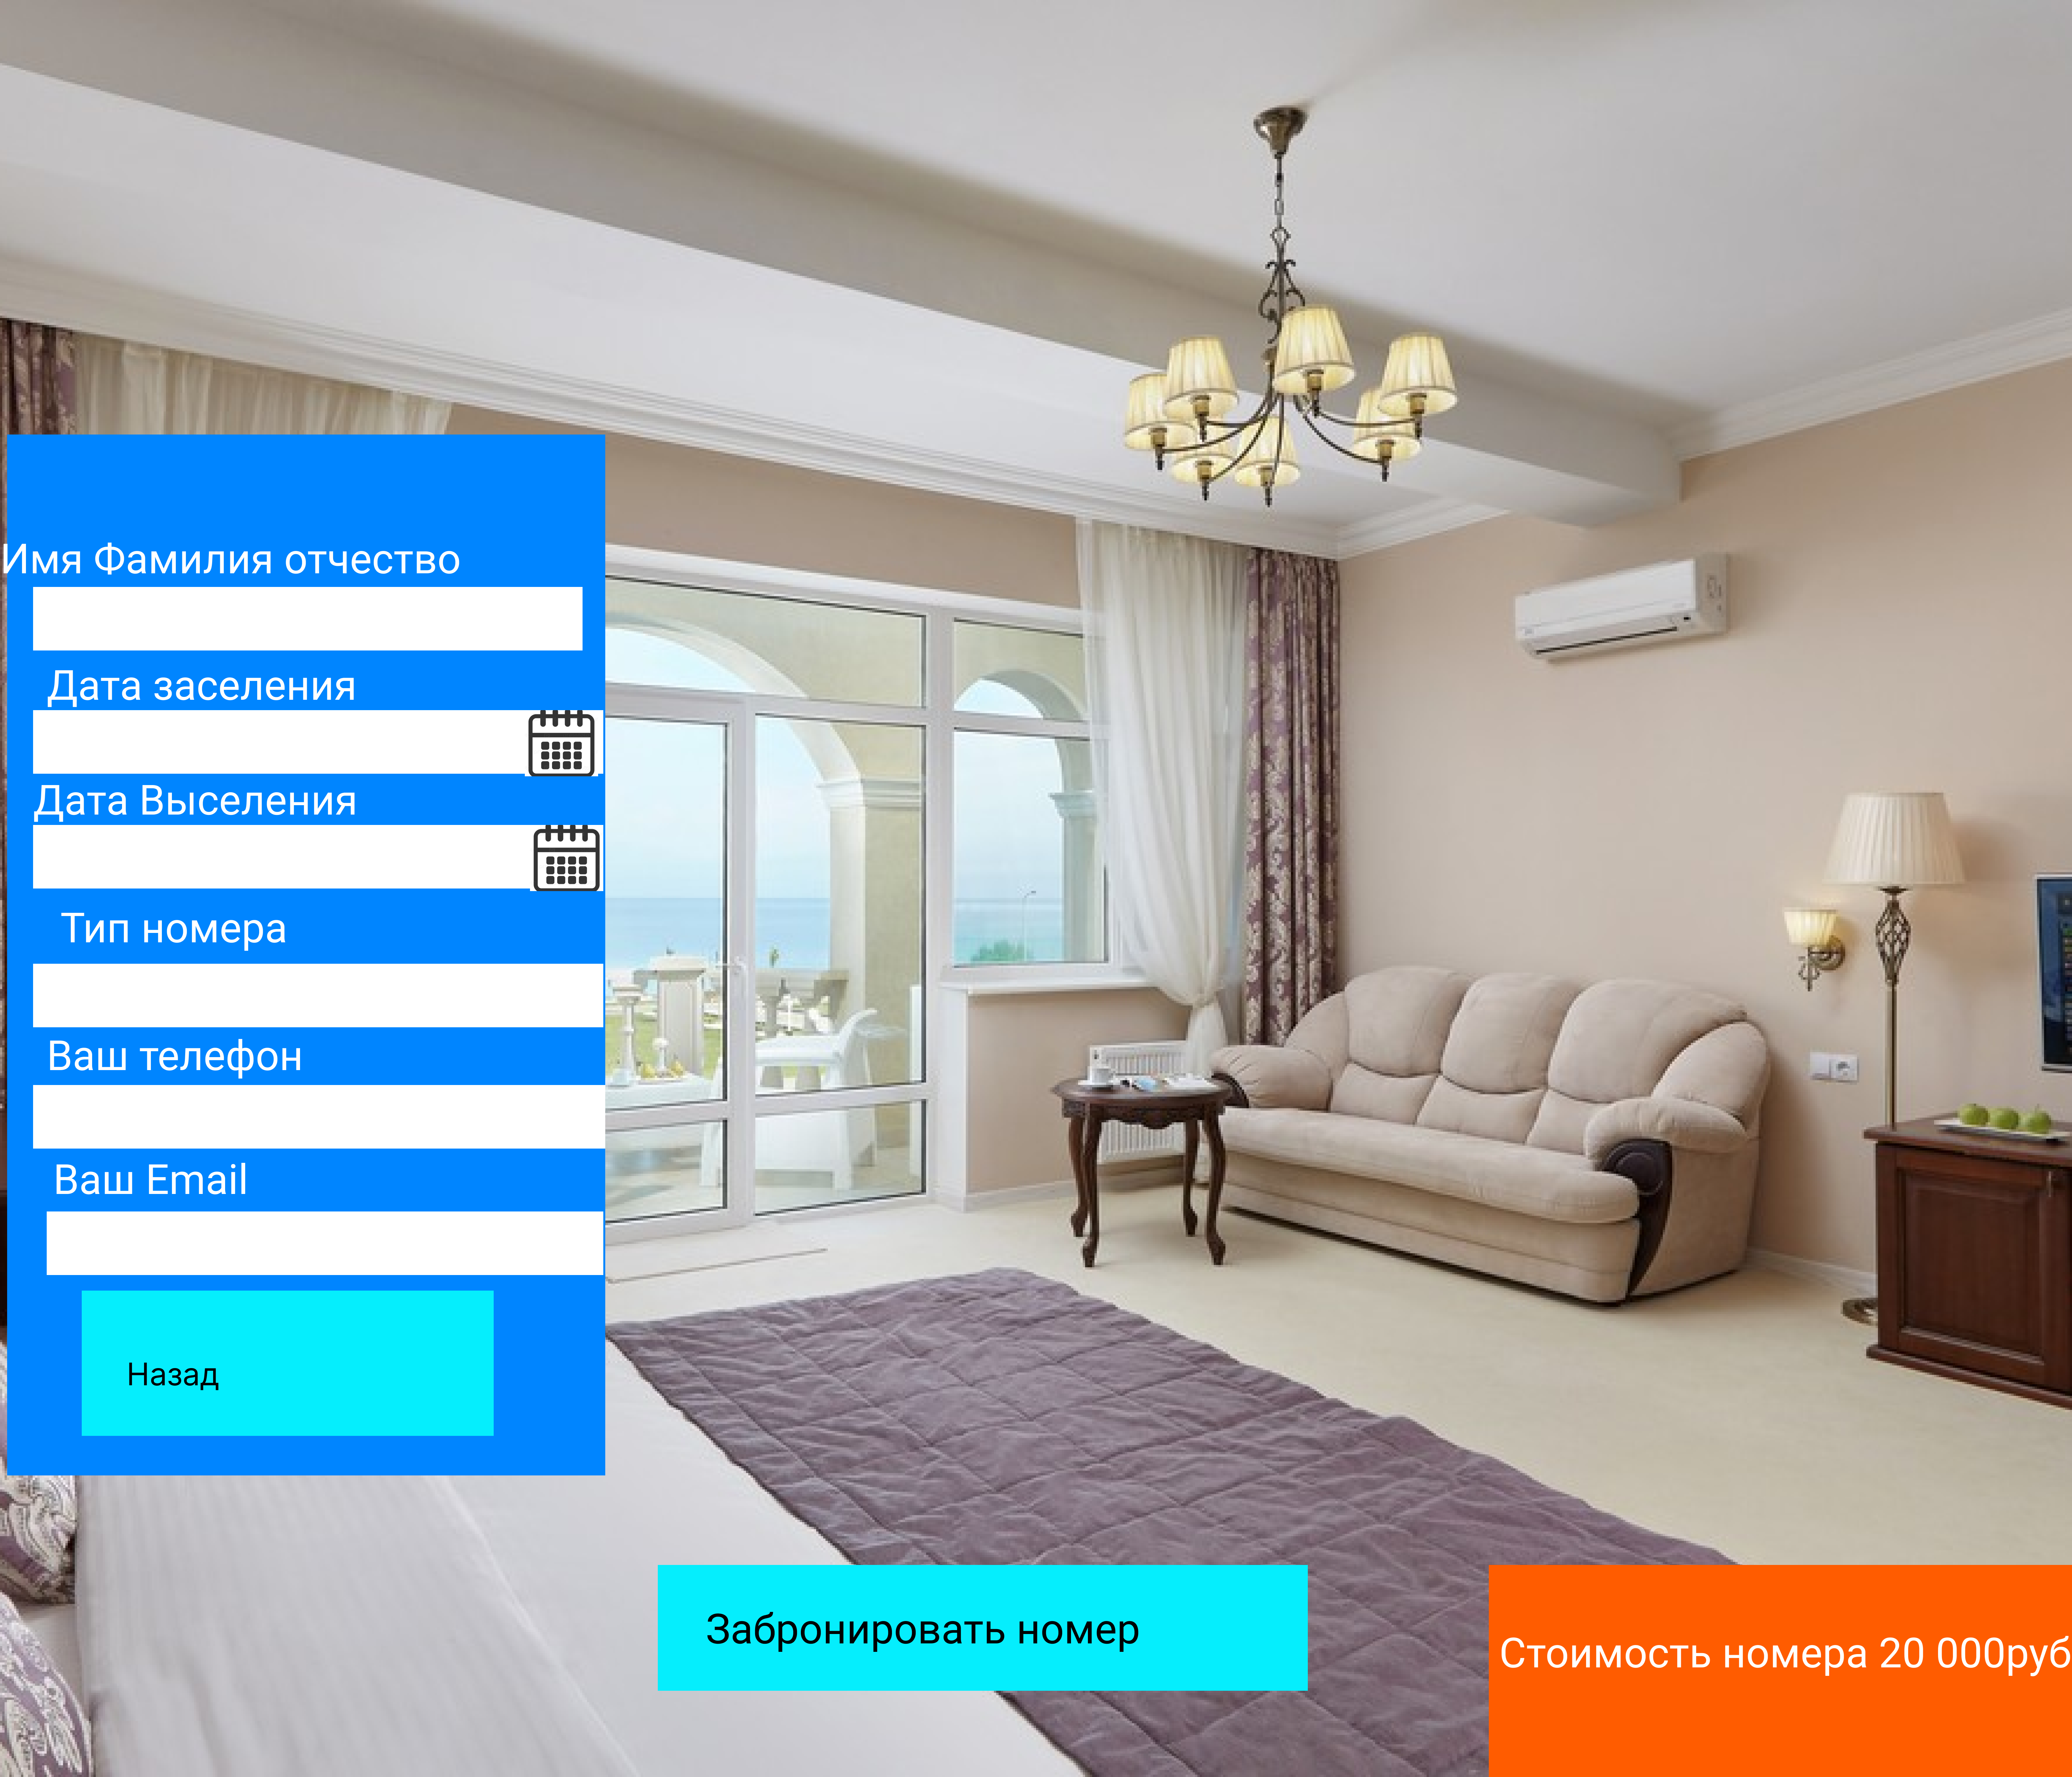 Имя Фамилия отчество
Дата заселения
Дата Выселения
Тип номера
Ваш телефон
Ваш Email
Назад
Забронировать номер
Стоимость номера 20 000руб